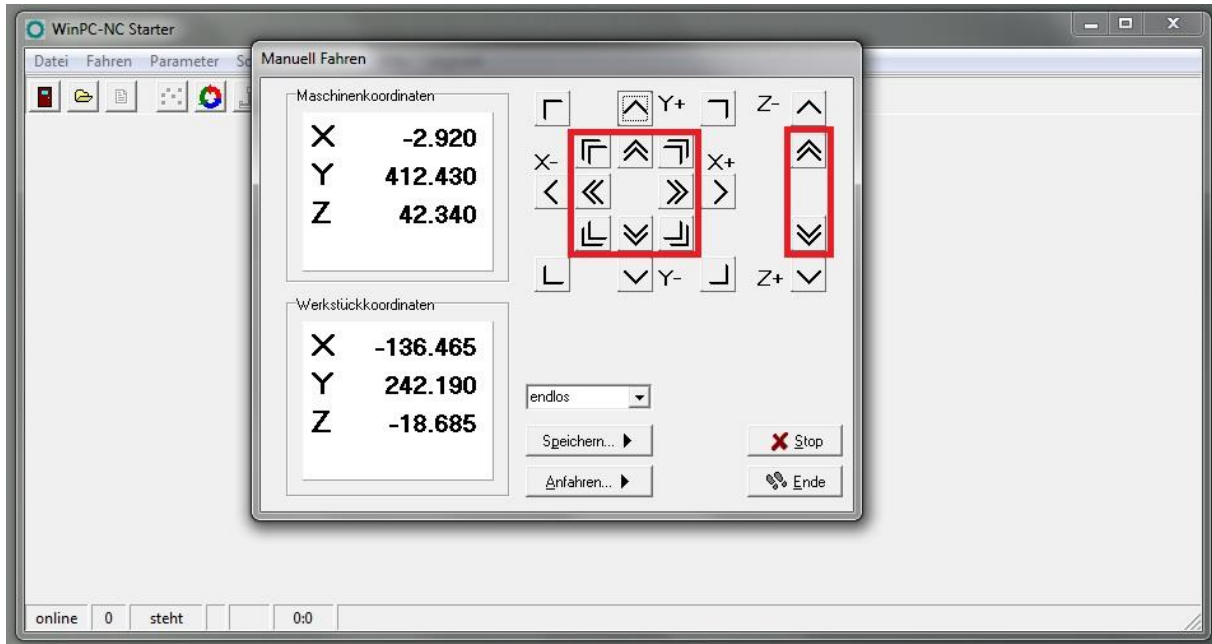 WinPC-NC Starter
Datei Fahren Parameter
Manuell Fahren
Maschinenkoordinaten
X -2.920
Y 412.430
Z 42.340
Y+ Z-
X- X+
Y- Z+
Werkstückkoordinaten
X -136.465
Y 242.190
Z -18.685
endlos
Speichern... Stop
Anfahren... Ende
online 0 steht 0:0